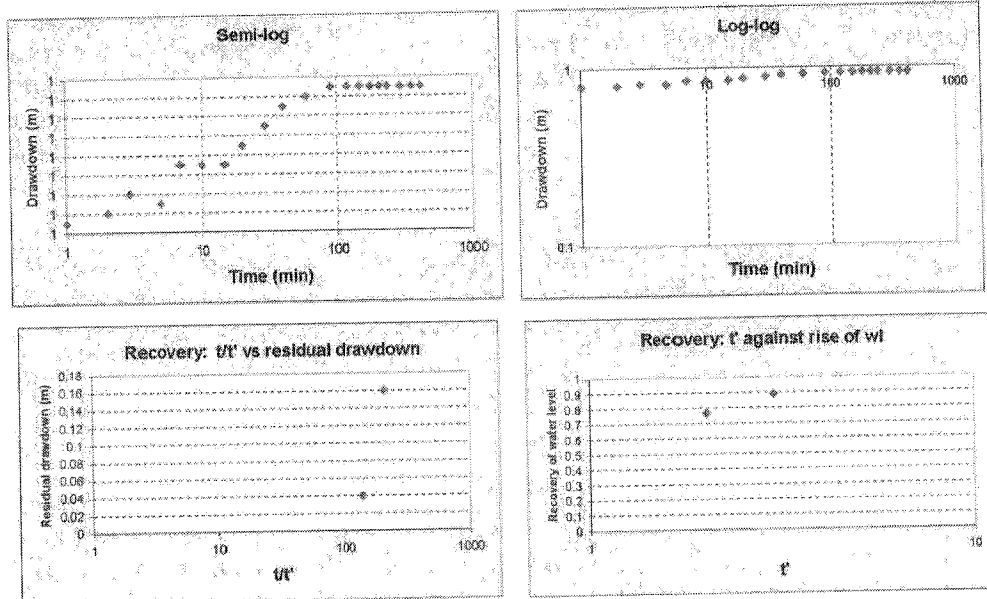 Semi-log
Drawdown (m)
1
1
1
1
1
1
1
1
1
1 10 100 1000
Time (min)
Log-log
Drawdown (m)
1
0.1
10 100 1000
Time (min)
Recovery: t/t' vs residual drawdown
Residual drawdown (m)
0.18
0.16
0.14
0.12
0.1
0.08
0.06
0.04
0.02
0
1 10 100 1000
t/t'
Recovery: t' against rise of wl
Recovery of water level
1
0.9
0.8
0.7
0.6
0.5
0.4
0.3
0.2
0.1
0
1 10
t'